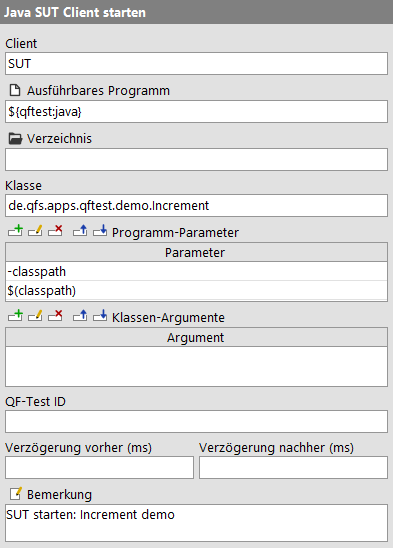 Java SUT Client starten
Client
SUT
Ausführbares Programm
${qftest:java}
Verzeichnis
Klasse
de.qfs.apps.qftest.demo.Increment
Programm-Parameter
Parameter
-classpath
$(classpath)
Klassen-Argumente
Argument
QF-Test ID
Verzögerung vorher (ms) Verzögerung nachher (ms)
Bemerkung
SUT starten: Increment demo